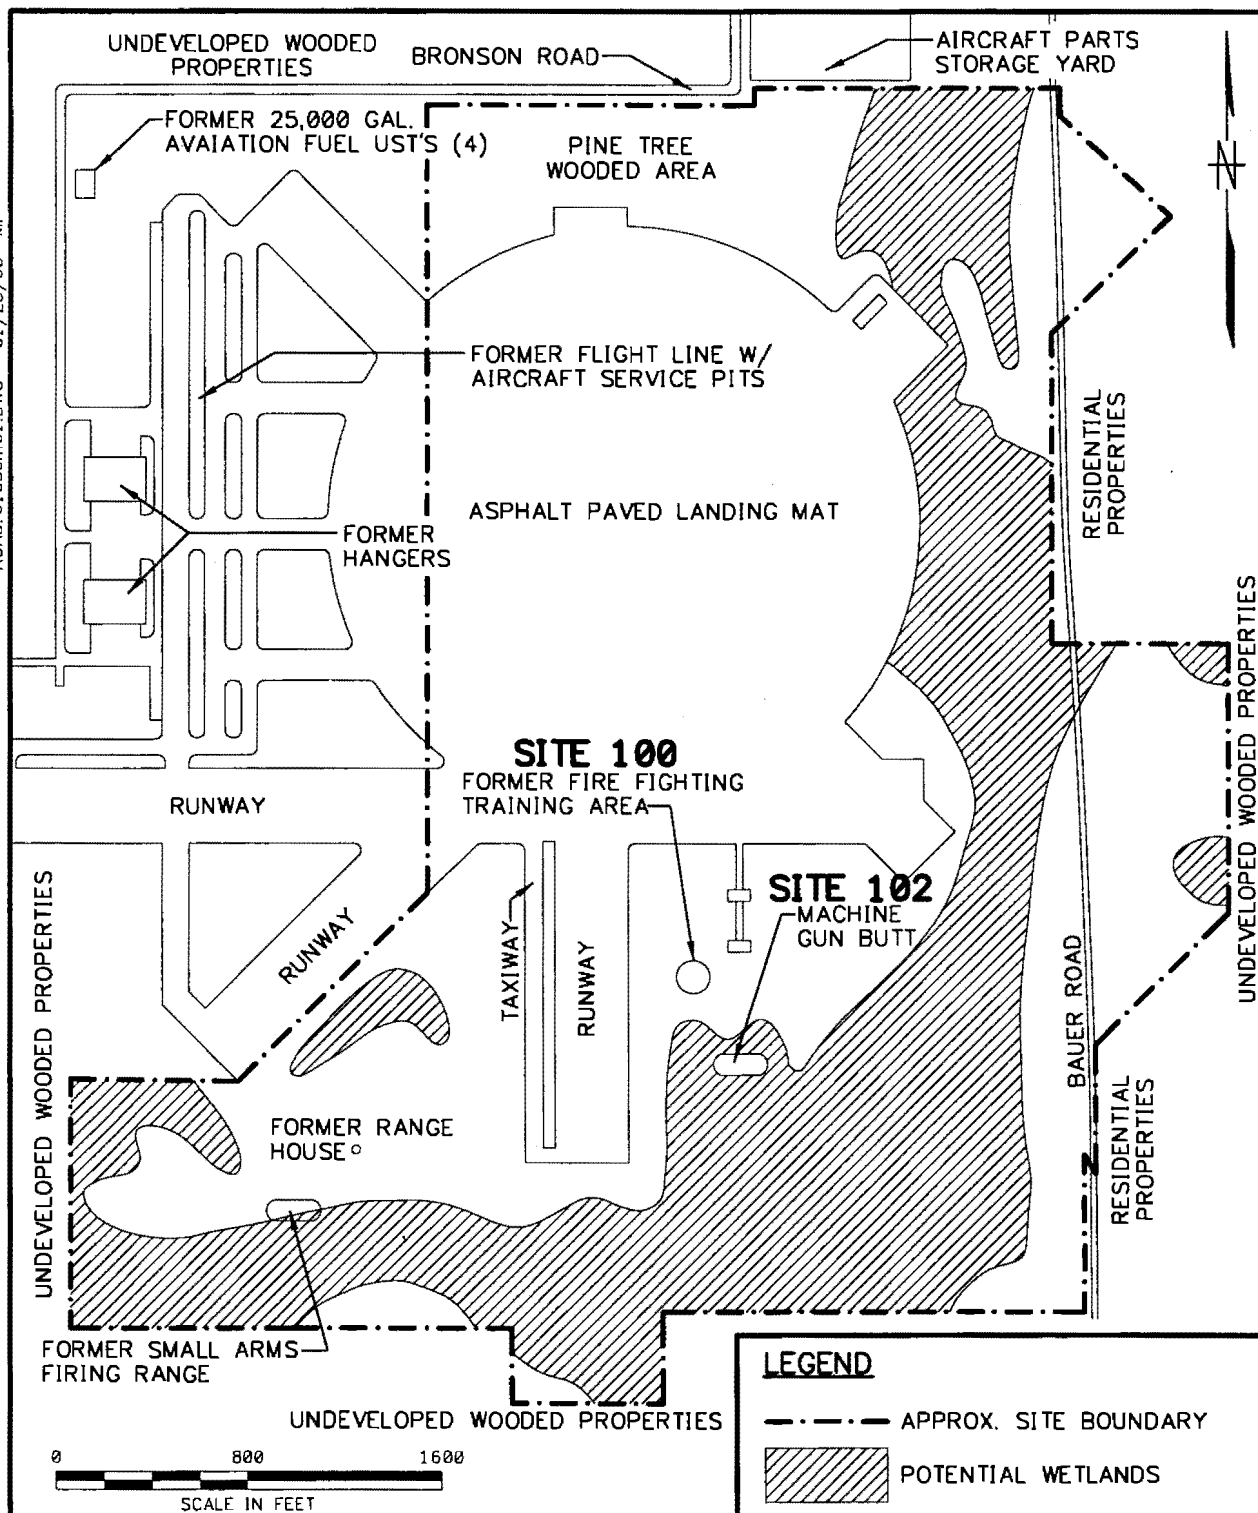 UNDEVELOPED WOODED
PROPERTIES
BRONSON ROAD
AIRCRAFT PARTS
STORAGE YARD
FORMER 25,000 GAL.
AVAIATION FUEL UST'S (4)
PINE TREE
WOODED AREA
N
FORMER FLIGHT LINE W/
AIRCRAFT SERVICE PITS
RESIDENTIAL
PROPERTIES
ASPHALT PAVED LANDING MAT
FORMER
HANGERS
UNDEVELOPED WOODED PROPERTIES
SITE 100
FORMER FIRE FIGHTING
TRAINING AREA
RUNWAY
SITE 102
MACHINE
GUN BUTT
UNDEVELOPED WOODED PROPERTIES
RUNWAY
TAXIWAY
RUNWAY
BAUER ROAD
RESIDENTIAL
PROPERTIES
FORMER RANGE
HOUSE
FORMER SMALL ARMS
FIRING RANGE
UNDEVELOPED WOODED PROPERTIES
LEGEND
APPROX. SITE BOUNDARY
POTENTIAL WETLANDS
0 800 1600
SCALE IN FEET